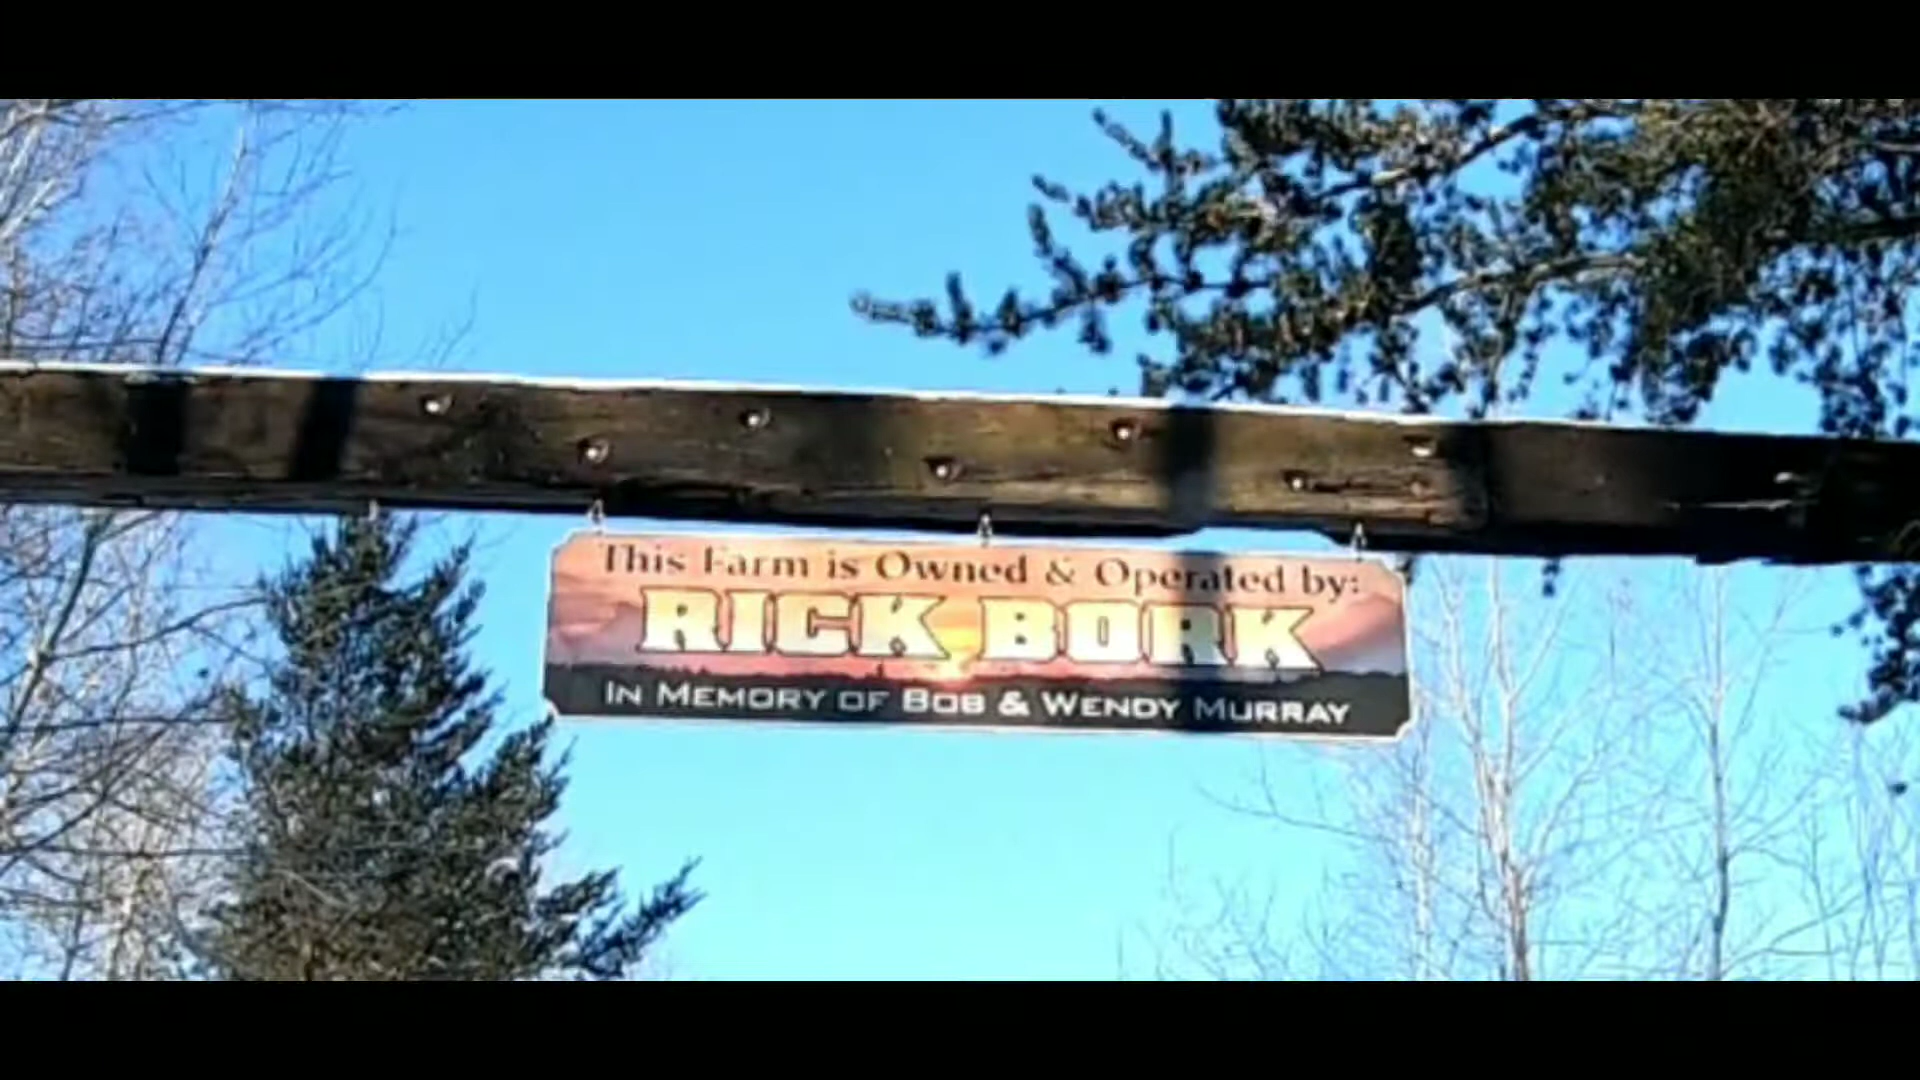 This Farm is Owned & Operated by:
RICK BORK
IN MEMORY OF BOB & WENDY MURRAY